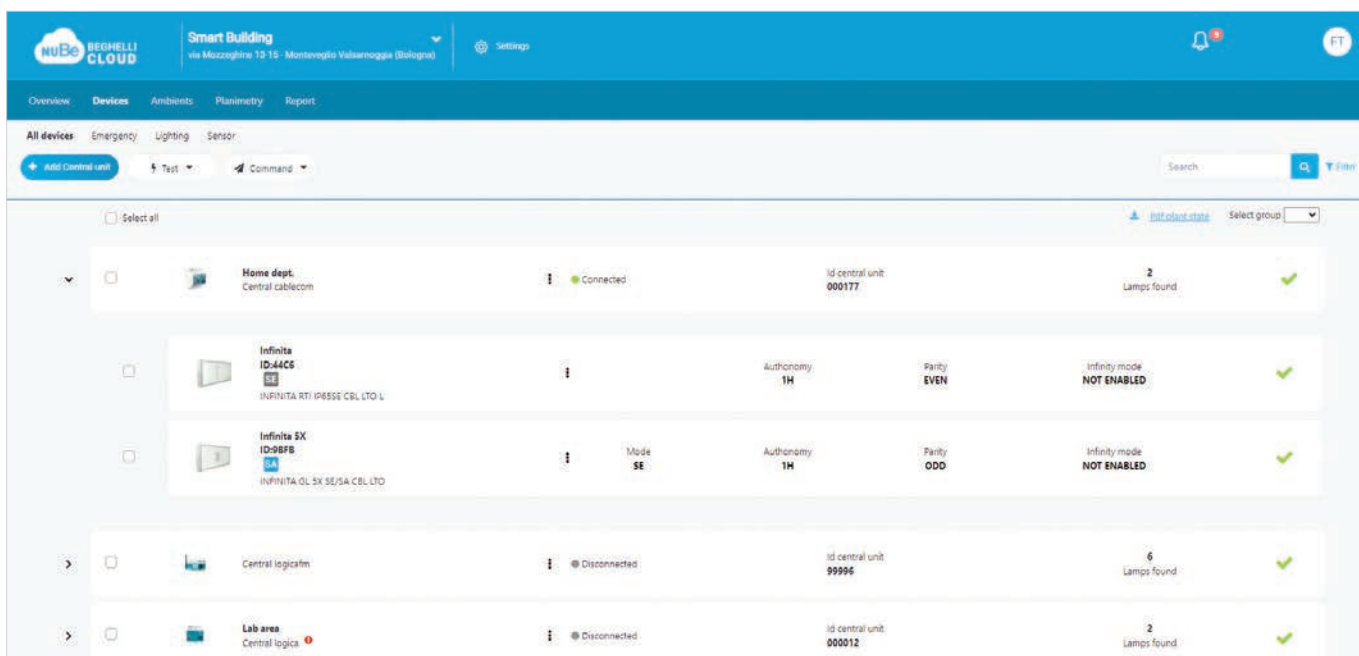 NUBe BEGHELLI CLOUD
Smart Building
via Mozzeghine 13-15 - Monteveglio Valsamoggia (Bologna)
Settings
FT
Overview Devices Ambients Planimetry Report
All devices Emergency Lighting Sensor
+ Add Central unit Test Command Search Filter
Select all Pdf plant state Select group
Home dept.
Central cablecom
Connected
Id central unit
000177
2
Lamps found
Infinita
ID:44C6
SE
INFINITA RTI IP65SE CBL LTO L
Authonomy
1H
Parity
EVEN
Infinity mode
NOT ENABLED
Infinita 5X
ID:9BFB
SA
INFINITA GL 5X SE/SA CBL LTO
Mode
SE
Authonomy
1H
Parity
ODD
Infinity mode
NOT ENABLED
Central logicafm
Disconnected
Id central unit
99996
6
Lamps found
Lab area
Central logica
Disconnected
Id central unit
000012
2
Lamps found